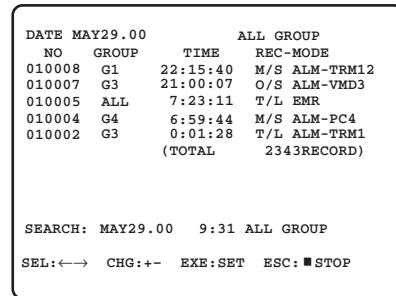 DATE MAY29.00 ALL GROUP
NO GROUP TIME REC-MODE
010008 G1 22:15:40 M/S ALM-TRM12
010007 G3 21:00:07 O/S ALM-VMD3
010005 ALL 7:23:11 T/L EMR
010004 G4 6:59:44 M/S ALM-PC4
010002 G3 0:01:28 T/L ALM-TRM1
(TOTAL 2343RECORD)
SEARCH: MAY29.00 9:31 ALL GROUP
SEL:←→ CHG:+- EXE:SET ESC:■STOP